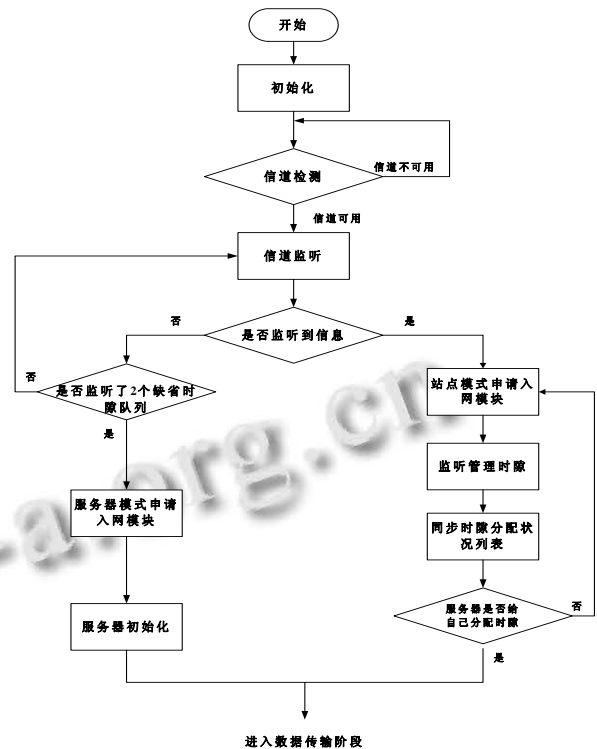 开始
初始化
信道检测
信道不可用
信道可用
信道监听
是否监听到信息
否
是
是否监听了2个缺省时
隙队列
否
是
服务器模式申请
入网模块
服务器初始化
站点模式申请入
网模块
监听管理时隙
同步时隙分配状
况列表
服务器是否给
自己分配时隙
否
是
进入数据传输阶段
-a.org.cn